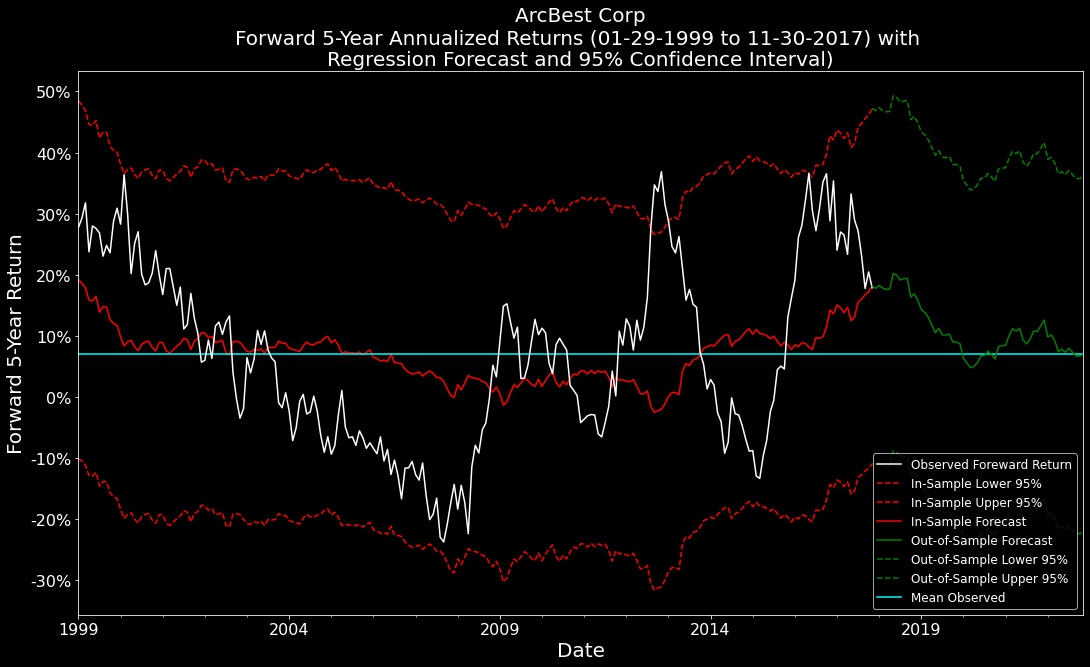 ArcBest Corp
Forward 5-Year Annualized Returns (01-29-1999 to 11-30-2017) with
Regression Forecast and 95% Confidence Interval)
Forward 5-Year Return
50%
40%
30%
20%
10%
0%
-10%
-20%
-30%
Observed Foreward Return
In-Sample Lower 95%
In-Sample Upper 95%
In-Sample Forecast
Out-of-Sample Forecast
Out-of-Sample Lower 95%
Out-of-Sample Upper 95%
Mean Observed
1999
2004
2009
2014
2019
Date